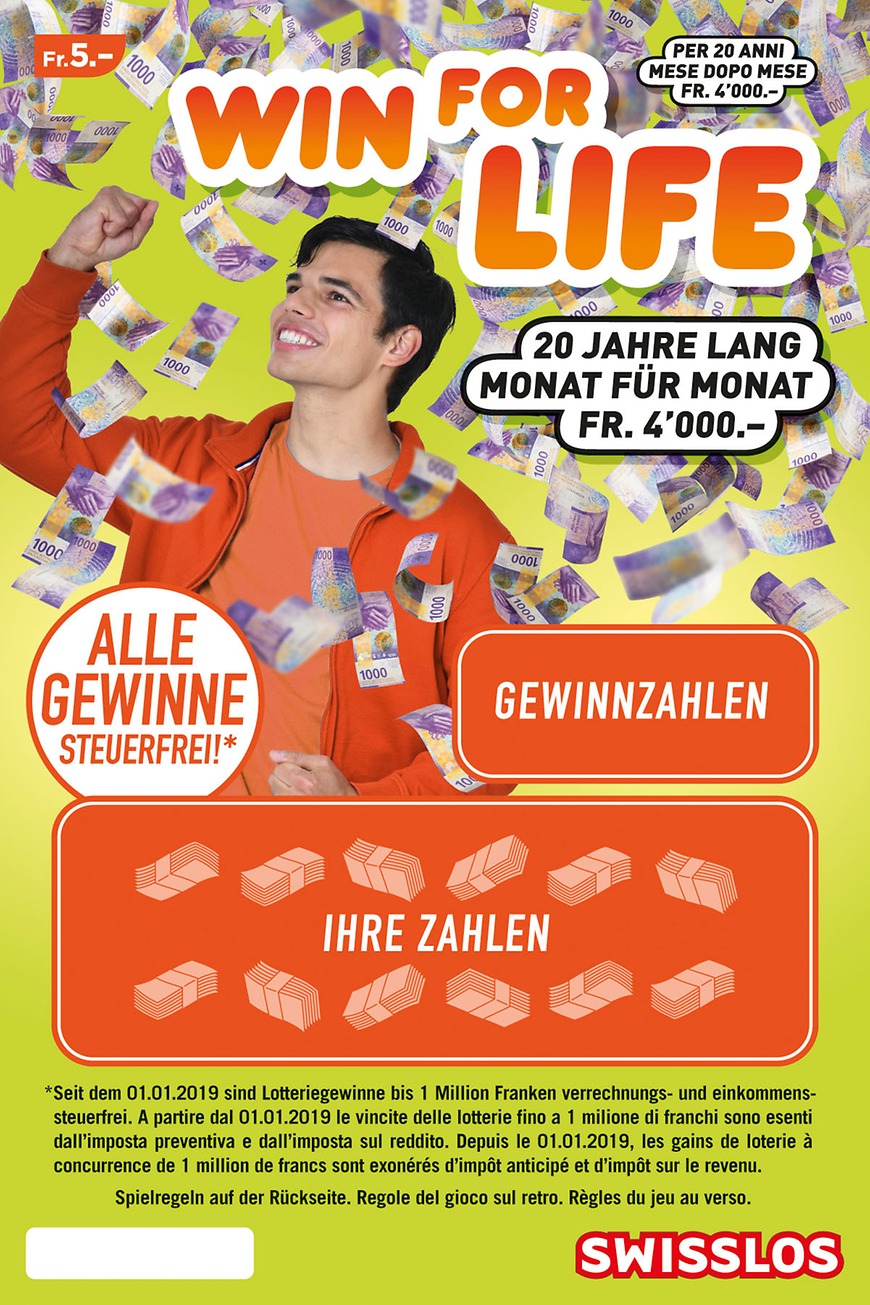 Fr. 5.–
PER 20 ANNI
MESE DOPO MESE
FR. 4’000.–
WIN FOR
LIFE
20 JAHRE LANG
MONAT FÜR MONAT
FR. 4’000.–
ALLE
GEWINNE
STEUERFREI!*
GEWINNZAHLEN
IHRE ZAHLEN
*Seit dem 01.01.2019 sind Lotteriegewinne bis 1 Million Franken verrechnungs- und einkommens-
steuerfrei. A partire dal 01.01.2019 le vincite delle lotterie fino a 1 milione di franchi sono esenti
dall’imposta preventiva e dall’imposta sul reddito. Depuis le 01.01.2019, les gains de loterie à
concurrence de 1 million de francs sont exonérés d’impôt anticipé et d’impôt sur le revenu.
Spielregeln auf der Rückseite. Regole del gioco sul retro. Règles du jeu au verso.
SWISSLOS